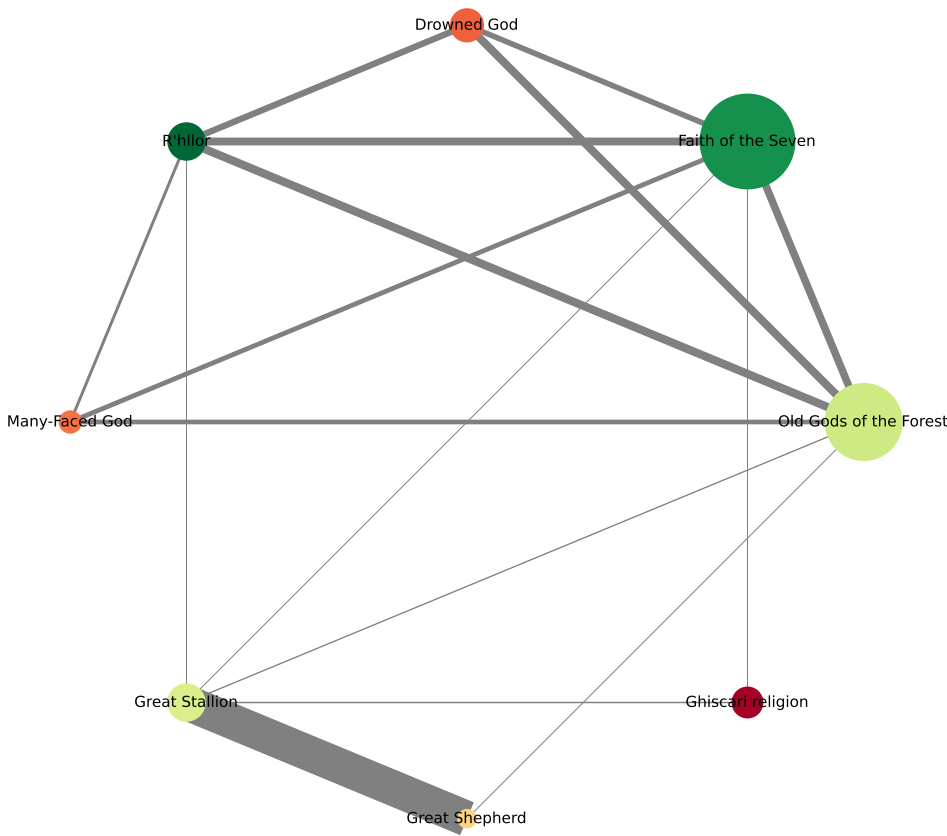 Drowned God
R'hllor
Faith of the Seven
Many-Faced God
Old Gods of the Forest
Great Stallion
Ghiscari religion
Great Shepherd